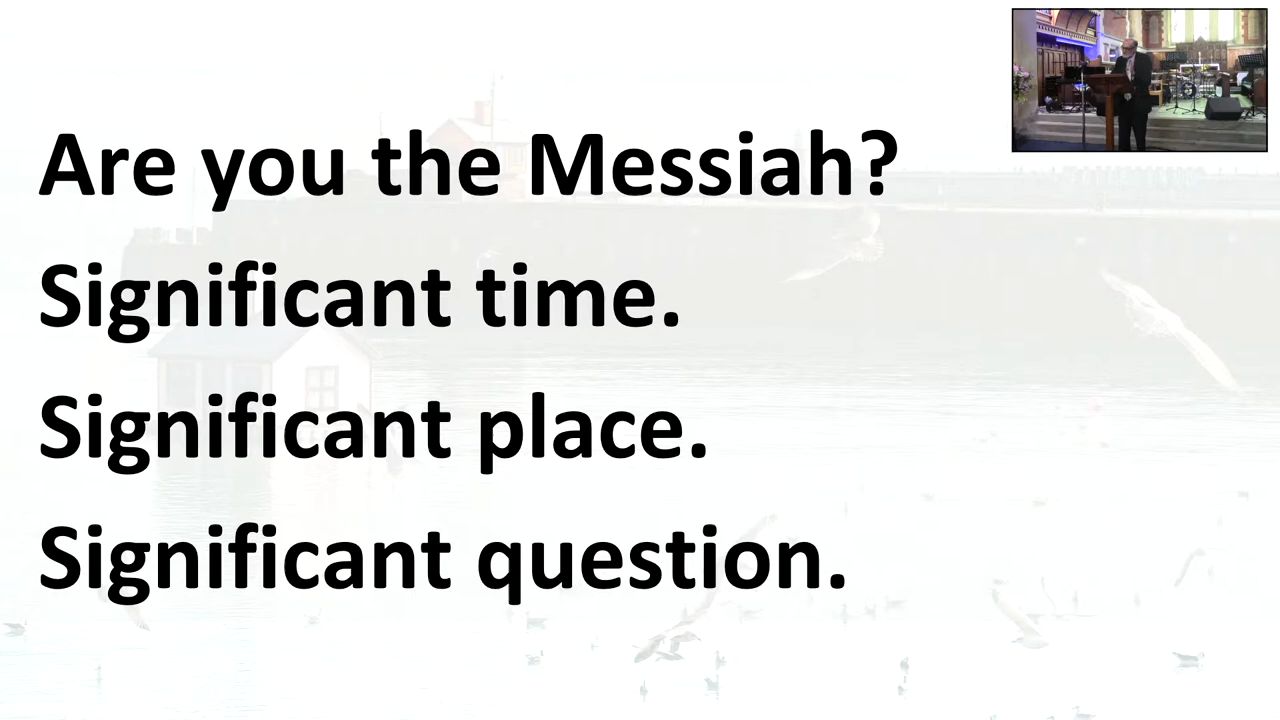 Are you the Messiah?
Significant time.
Significant place.
Significant question.